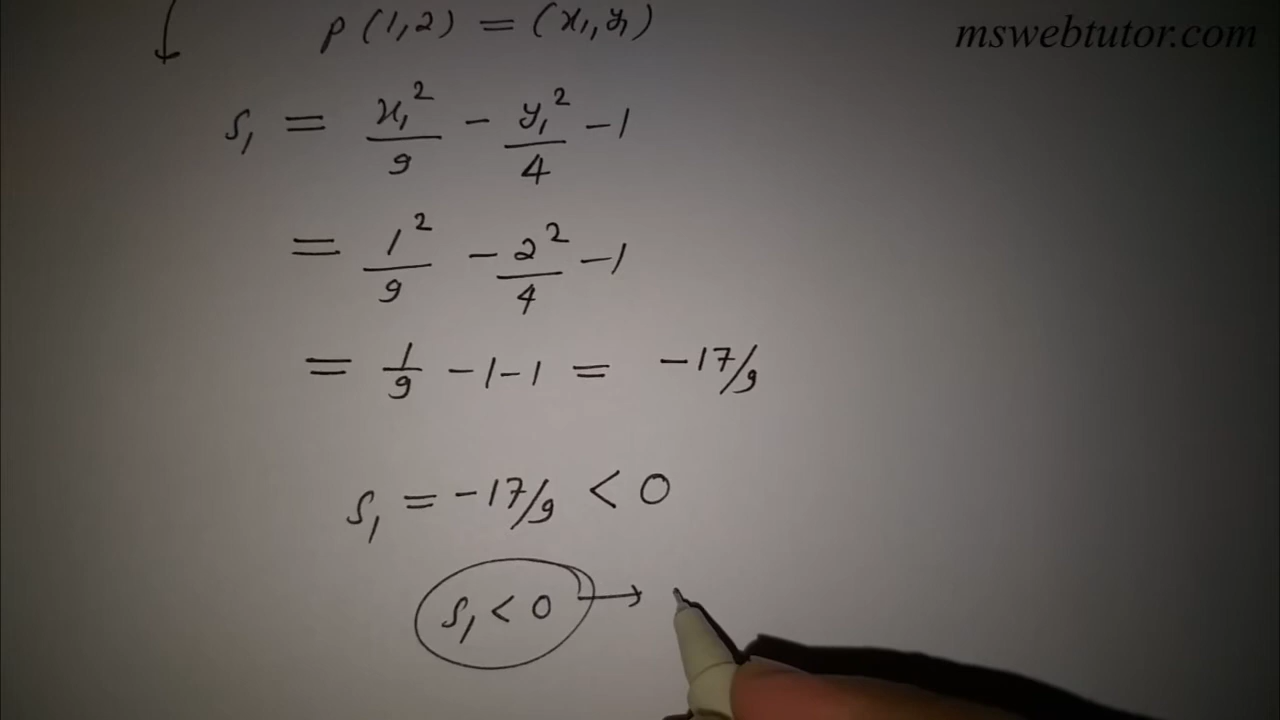 P(1,2) = (x₁,y₁)
mswebtutor.com
S₁ = x₁²/9 - y₁²/4 - 1
= 1²/9 - 2²/4 - 1
= 1/9 - 1 - 1 = -17/9
S₁ = -17/9 < 0
S₁ < 0 →